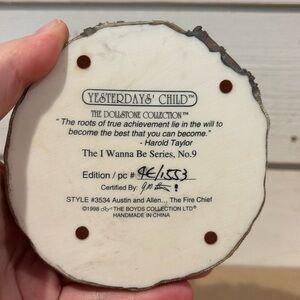 YESTERDAYS' CHILD™
THE DOLLSTONE COLLECTION™
"The roots of true achievement lie in the will to
become the best that you can become."
- Harold Taylor
The I Wanna Be Series, No.9
Edition / pc # 4E/1553
Certified By:
STYLE #3534 Austin and Allen... The Fire Chief
©1998 THE BOYDS COLLECTION LTD®
HANDMADE IN CHINA